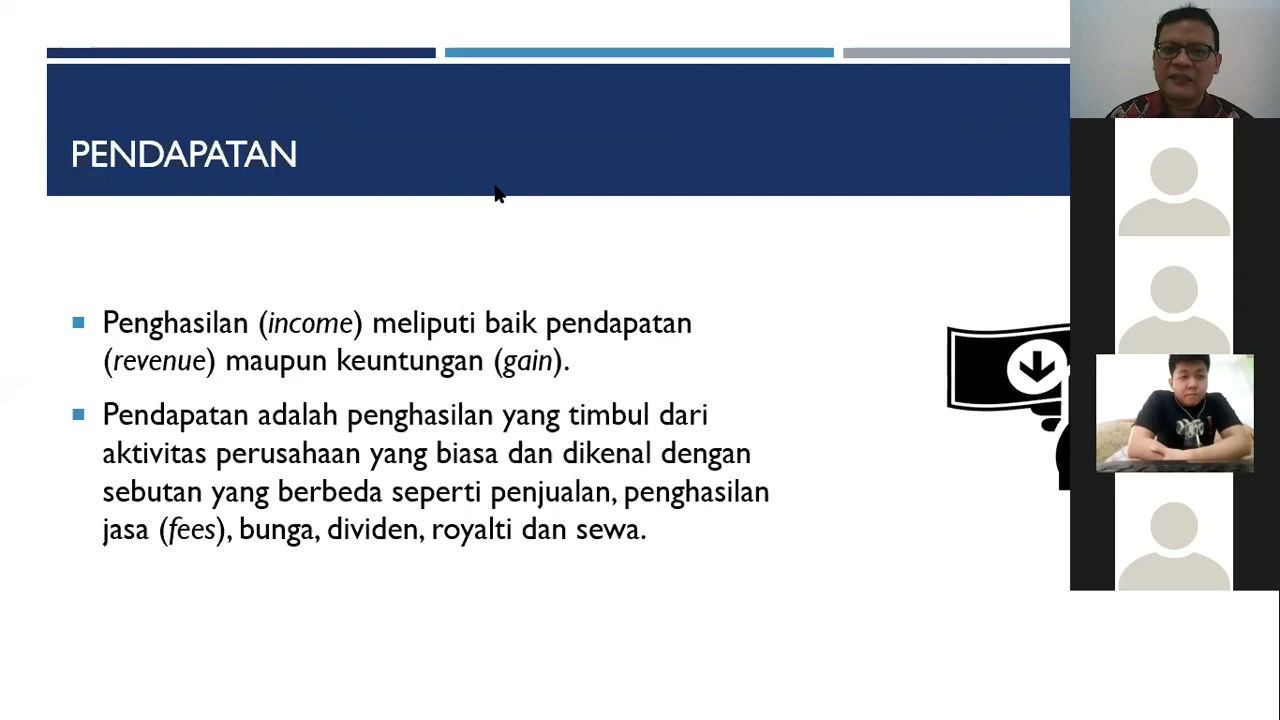 PENDAPATAN
Penghasilan (income) meliputi baik pendapatan
(revenue) maupun keuntungan (gain).
Pendapatan adalah penghasilan yang timbul dari
aktivitas perusahaan yang biasa dan dikenal dengan
sebutan yang berbeda seperti penjualan, penghasilan
jasa (fees), bunga, dividen, royalti dan sewa.